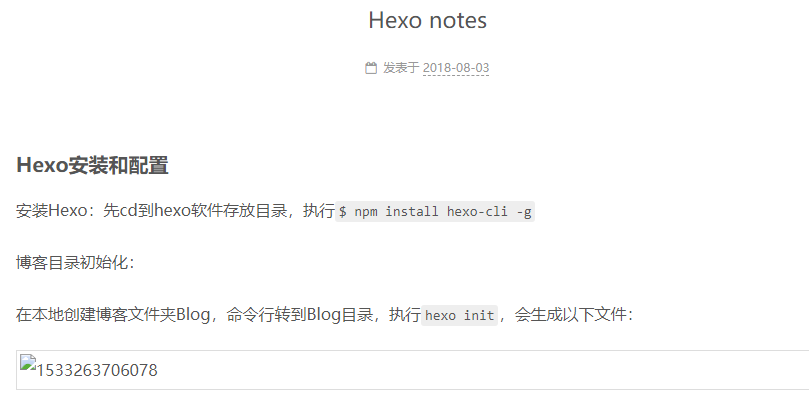 Hexo notes
发表于 2018-08-03
Hexo安装和配置
安装Hexo：先cd到hexo软件存放目录，执行$ npm install hexo-cli -g
博客目录初始化：
在本地创建博客文件夹Blog，命令行转到Blog目录，执行hexo init，会生成以下文件：
1533263706078